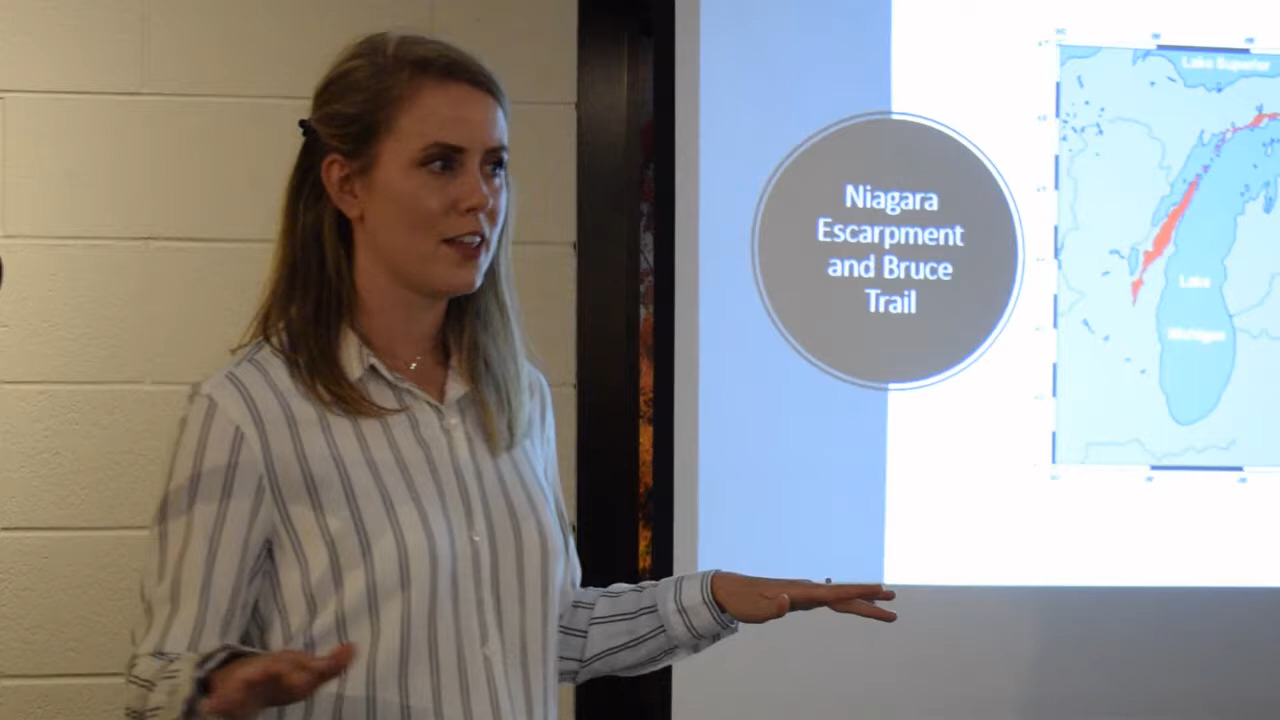 Niagara
Escarpment
and Bruce
Trail
Lake Superior
Lake
Michigan